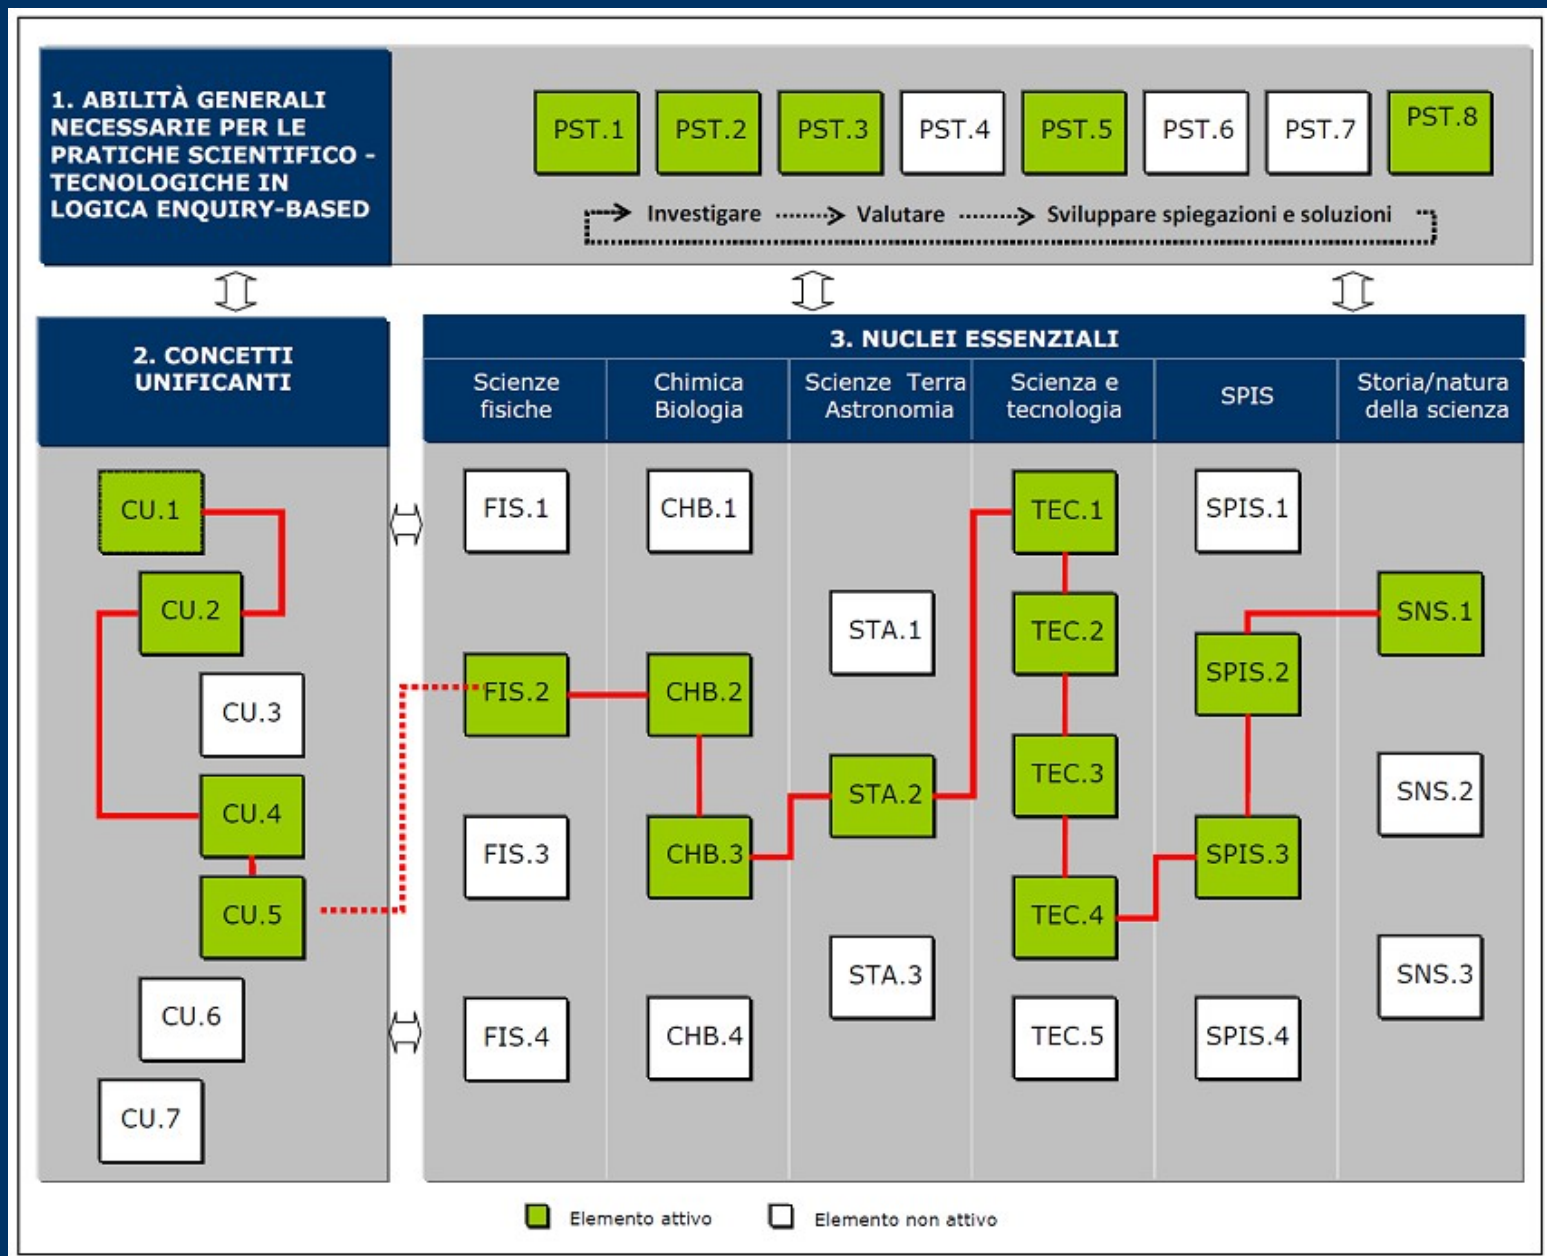 1. ABILITÀ GENERALI
NECESSARIE PER LE
PRATICHE SCIENTIFICO -
TECNOLOGICHE IN
LOGICA ENQUIRY-BASED
PST.1 PST.2 PST.3 PST.4 PST.5 PST.6 PST.7 PST.8
Investigare Valutare Sviluppare spiegazioni e soluzioni
2. CONCETTI
UNIFICANTI
CU.1
CU.2
CU.3
CU.4
CU.5
CU.6
CU.7
3. NUCLEI ESSENZIALI
Scienze
fisiche
FIS.1
FIS.2
FIS.3
FIS.4
Chimica
Biologia
CHB.1
CHB.2
CHB.3
CHB.4
Scienze Terra
Astronomia
STA.1
STA.2
STA.3
Scienza e
tecnologia
TEC.1
TEC.2
TEC.3
TEC.4
TEC.5
SPIS
SPIS.1
SPIS.2
SPIS.3
SPIS.4
Storia/natura
della scienza
SNS.1
SNS.2
SNS.3
Elemento attivo Elemento non attivo